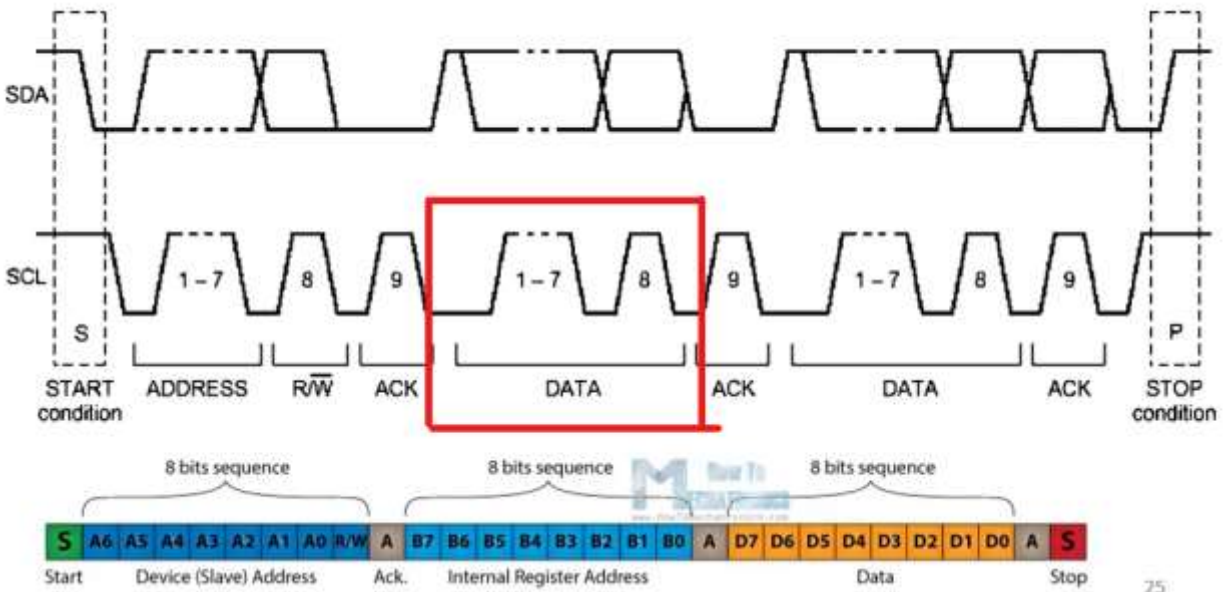 SDA
SCL
1 – 7
8
9
1 – 7
8
9
1 – 7
8
9
S
P
START condition
ADDRESS
R/W̅
ACK
DATA
ACK
DATA
ACK
STOP condition
8 bits sequence
8 bits sequence
8 bits sequence
How To
S A6 A5 A4 A3 A2 A1 A0 R/W A B7 B6 B5 B4 B3 B2 B1 B0 A D7 D6 D5 D4 D3 D2 D1 D0 A S
Start Device (Slave) Address Ack. Internal Register Address Data Stop
25